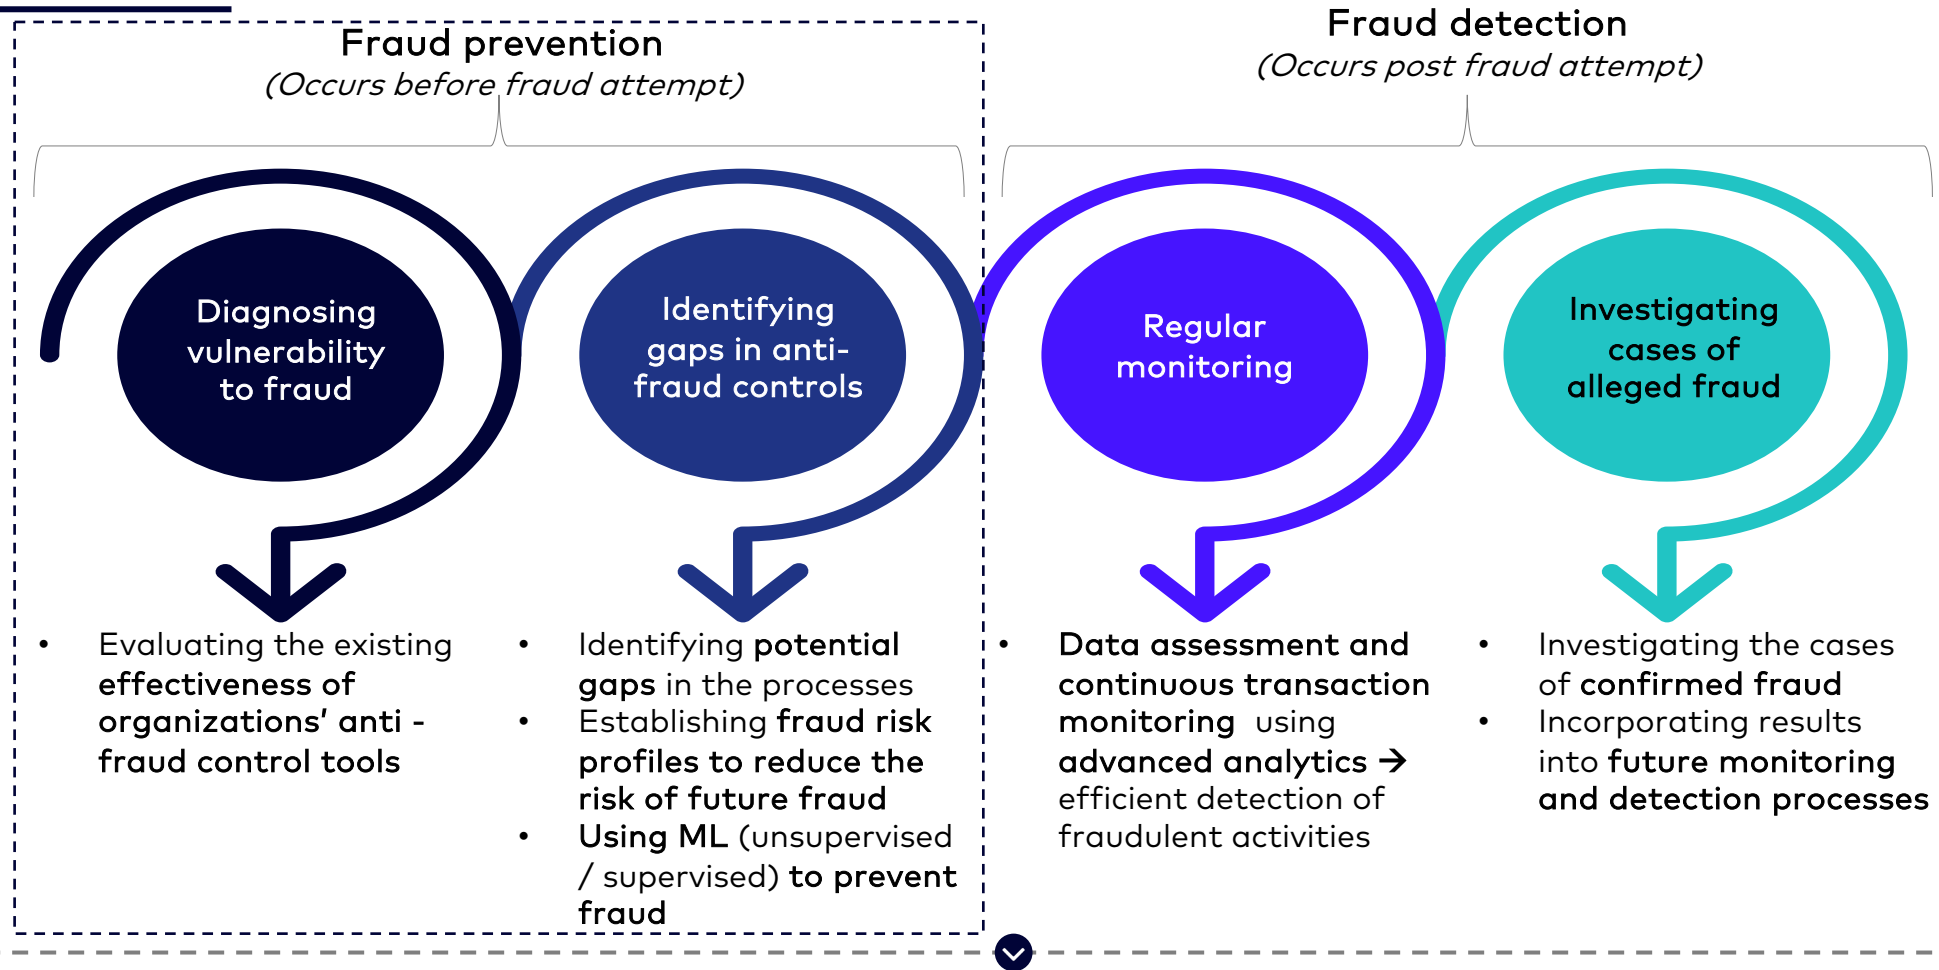 Fraud prevention
(Occurs before fraud attempt)
Fraud detection
(Occurs post fraud attempt)
Diagnosing
vulnerability
to fraud
Identifying
gaps in anti-
fraud controls
Regular
monitoring
Investigating
cases of
alleged fraud
• Evaluating the existing
effectiveness of
organizations’ anti -
fraud control tools
• Identifying potential
gaps in the processes
• Establishing fraud risk
profiles to reduce the
risk of future fraud
• Using ML (unsupervised
/ supervised) to prevent
fraud
• Data assessment and
continuous transaction
monitoring using
advanced analytics →
efficient detection of
fraudulent activities
• Investigating the cases
of confirmed fraud
• Incorporating results
into future monitoring
and detection processes